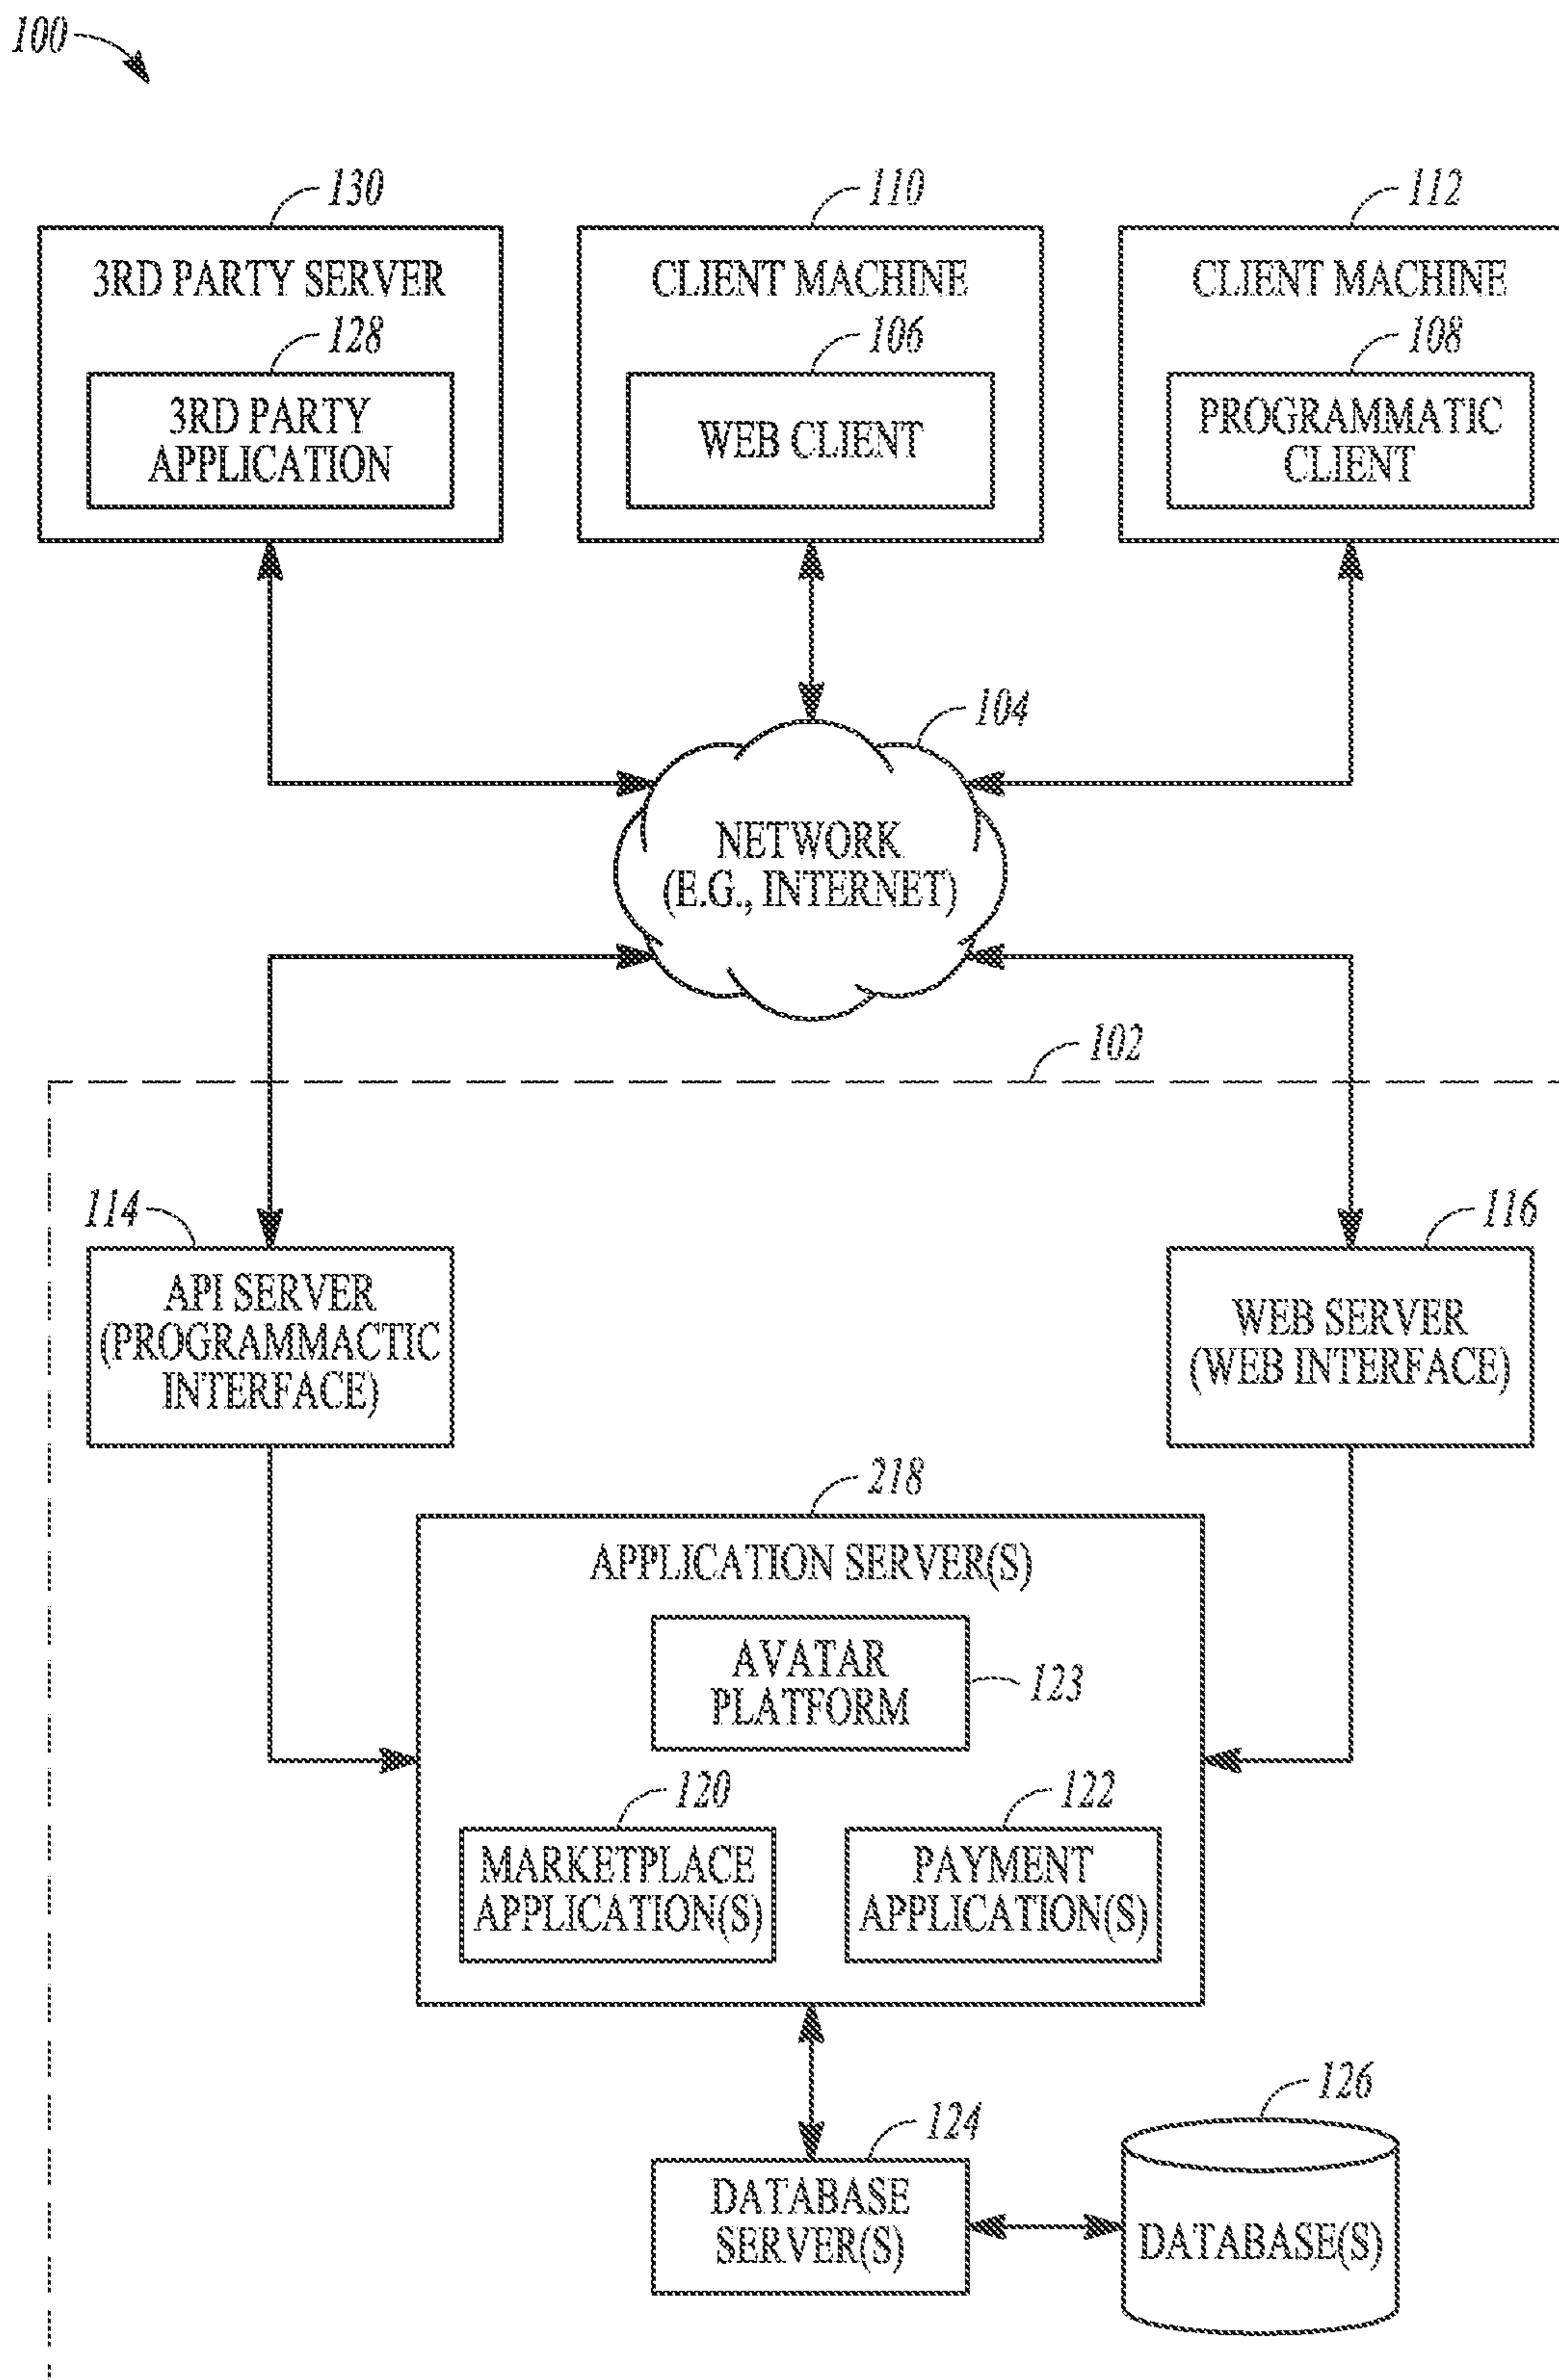 100
130
110
112
3RD PARTY SERVER
CLIENT MACHINE
CLIENT MACHINE
128
106
108
3RD PARTY
APPLICATION
WEB CLIENT
PROGRAMMATIC
CLIENT
104
NETWORK
(E.G., INTERNET)
102
114
116
API SERVER
(PROGRAMMACTIC
INTERFACE)
WEB SERVER
(WEB INTERFACE)
218
APPLICATION SERVER(S)
AVATAR
PLATFORM
123
120
122
MARKETPLACE
APPLICATION(S)
PAYMENT
APPLICATION(S)
126
124
DATABASE
SERVER(S)
DATABASE(S)